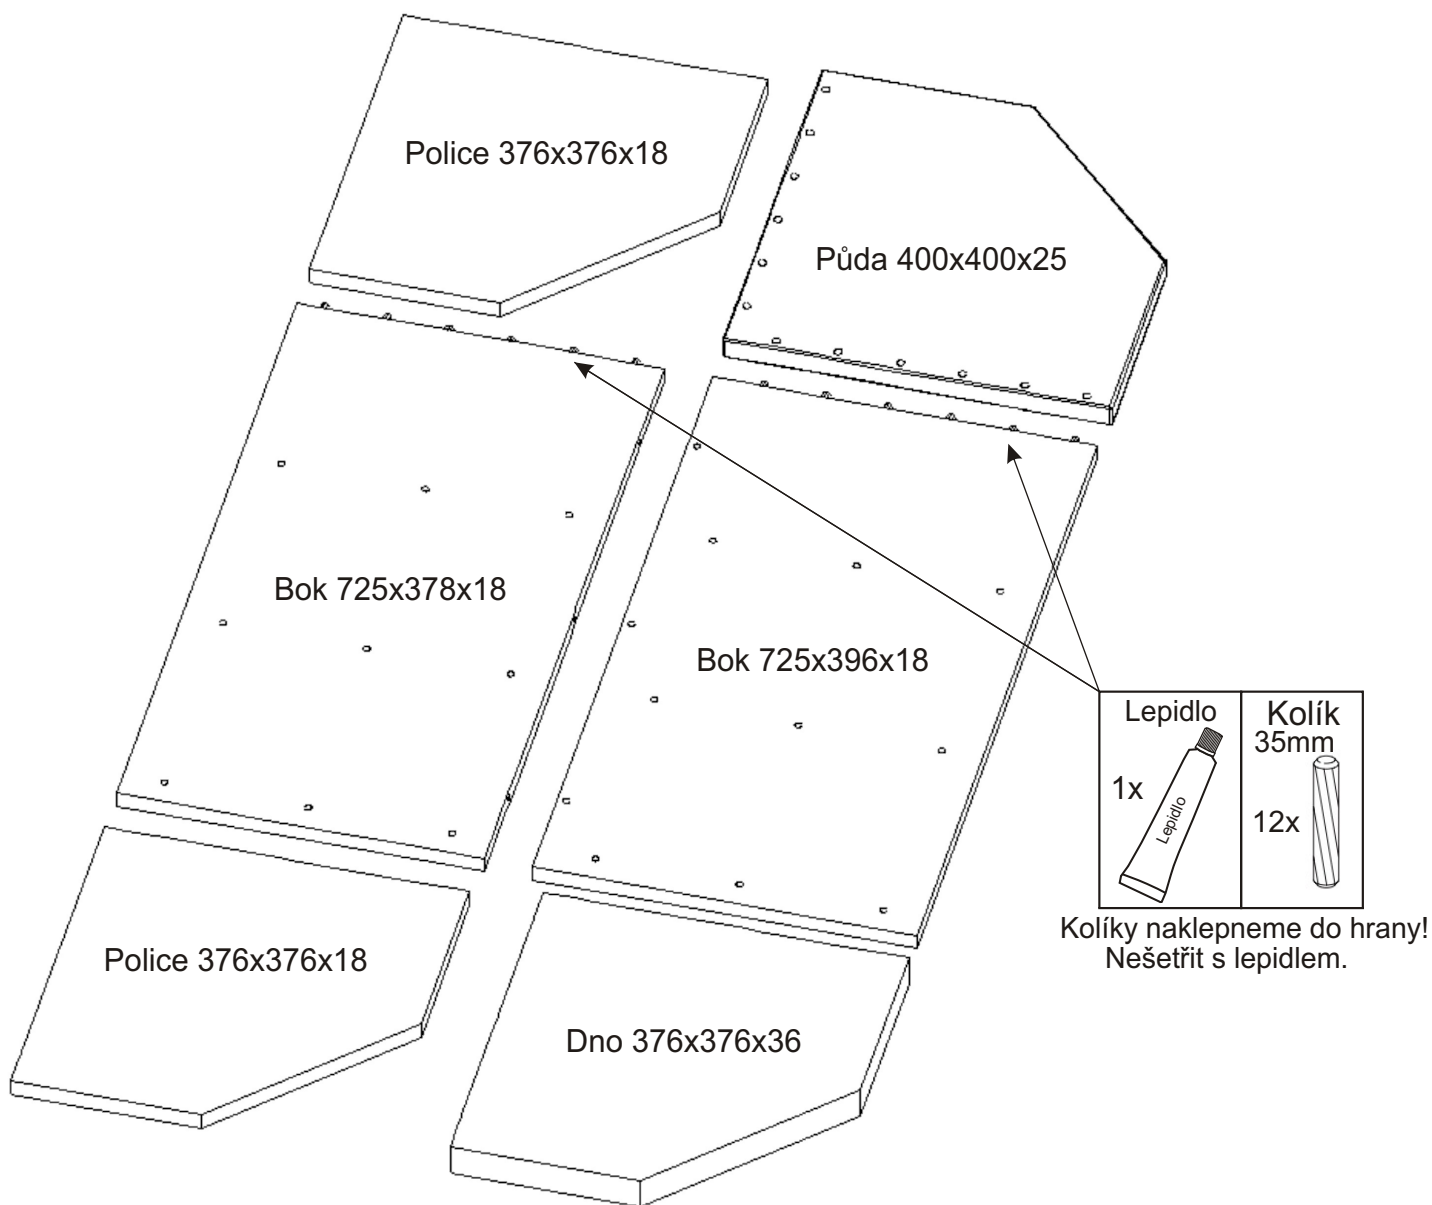 Police 376x376x18
Půda 400x400x25
Bok 725x378x18
Bok 725x396x18
Lepidlo
1x
Lepidlo
Kolík
35mm
12x
Kolíky naklepneme do hrany!
Nešetřit s lepidlem.
Police 376x376x18
Dno 376x376x36